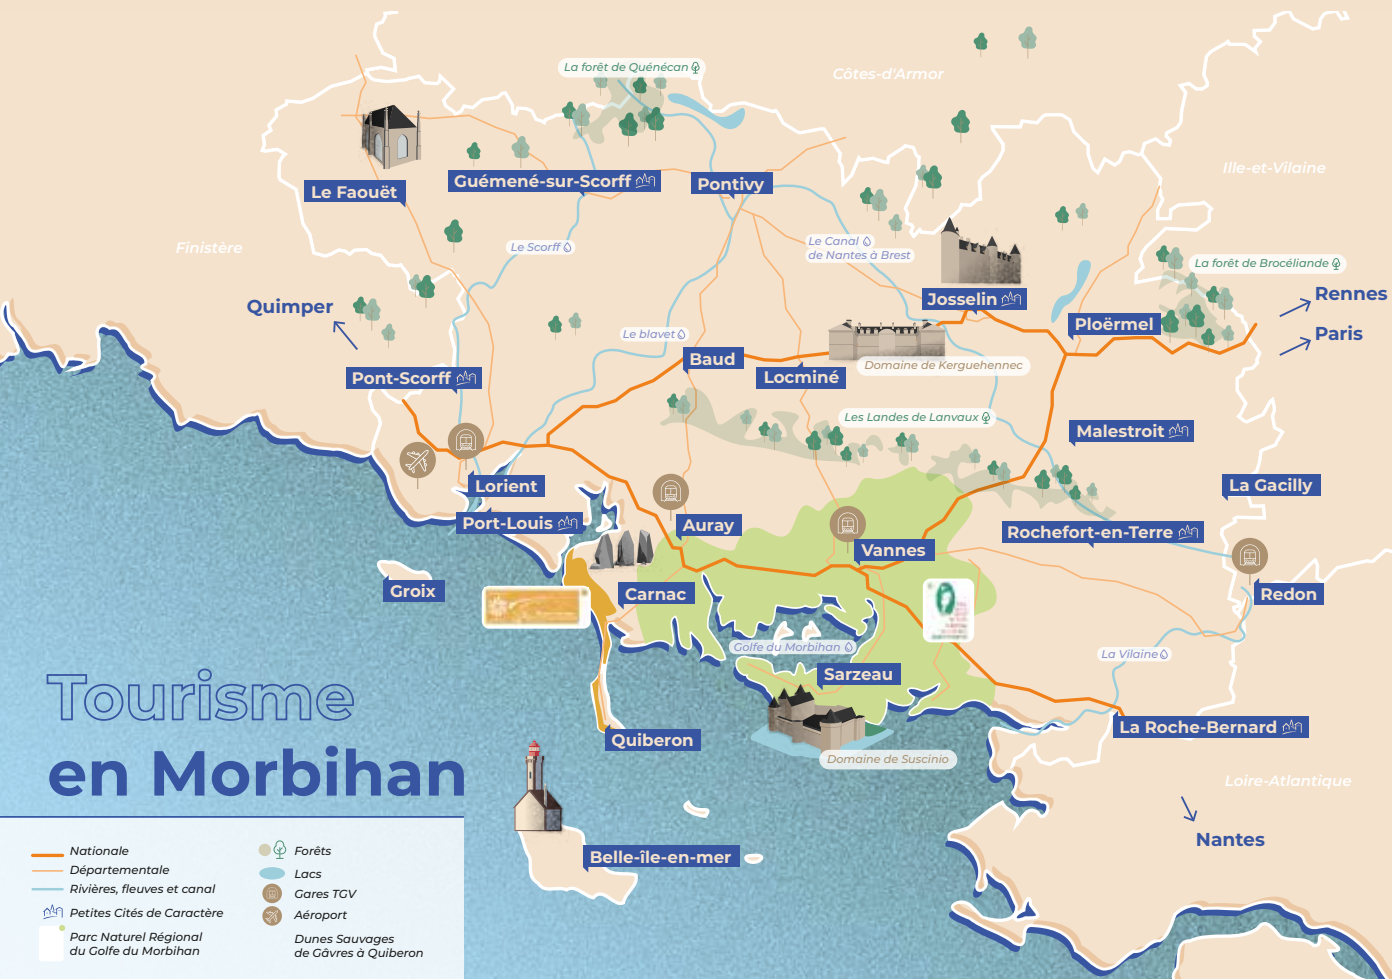 La forêt de Quénécan
Côtes-d'Armor
Ille-et-Vilaine
Le Faouët
Guémené-sur-Scorff
Pontivy
Finistère
Le Scorff
Le Canal
de Nantes à Brest
La forêt de Brocéliande
Quimper
Josselin
Rennes
Ploërmel
Paris
Le blavet
Baud
Domaine de Kerguehennec
Pont-Scorff
Locminé
Les Landes de Lanvaux
Malestroit
Lorient
La Gacilly
Port-Louis
Auray
Rochefort-en-Terre
Vannes
Groix
Carnac
Redon
Golfe du Morbihan
La Vilaine
Sarzeau
La Roche-Bernard
Quiberon
Domaine de Suscinio
Loire-Atlantique
Nantes
Belle-île-en-mer
Tourisme
en Morbihan
Nationale
Départementale
Rivières, fleuves et canal
Petites Cités de Caractère
Parc Naturel Régional
du Golfe du Morbihan
Forêts
Lacs
Gares TGV
Aéroport
Dunes Sauvages
de Gâvres à Quiberon